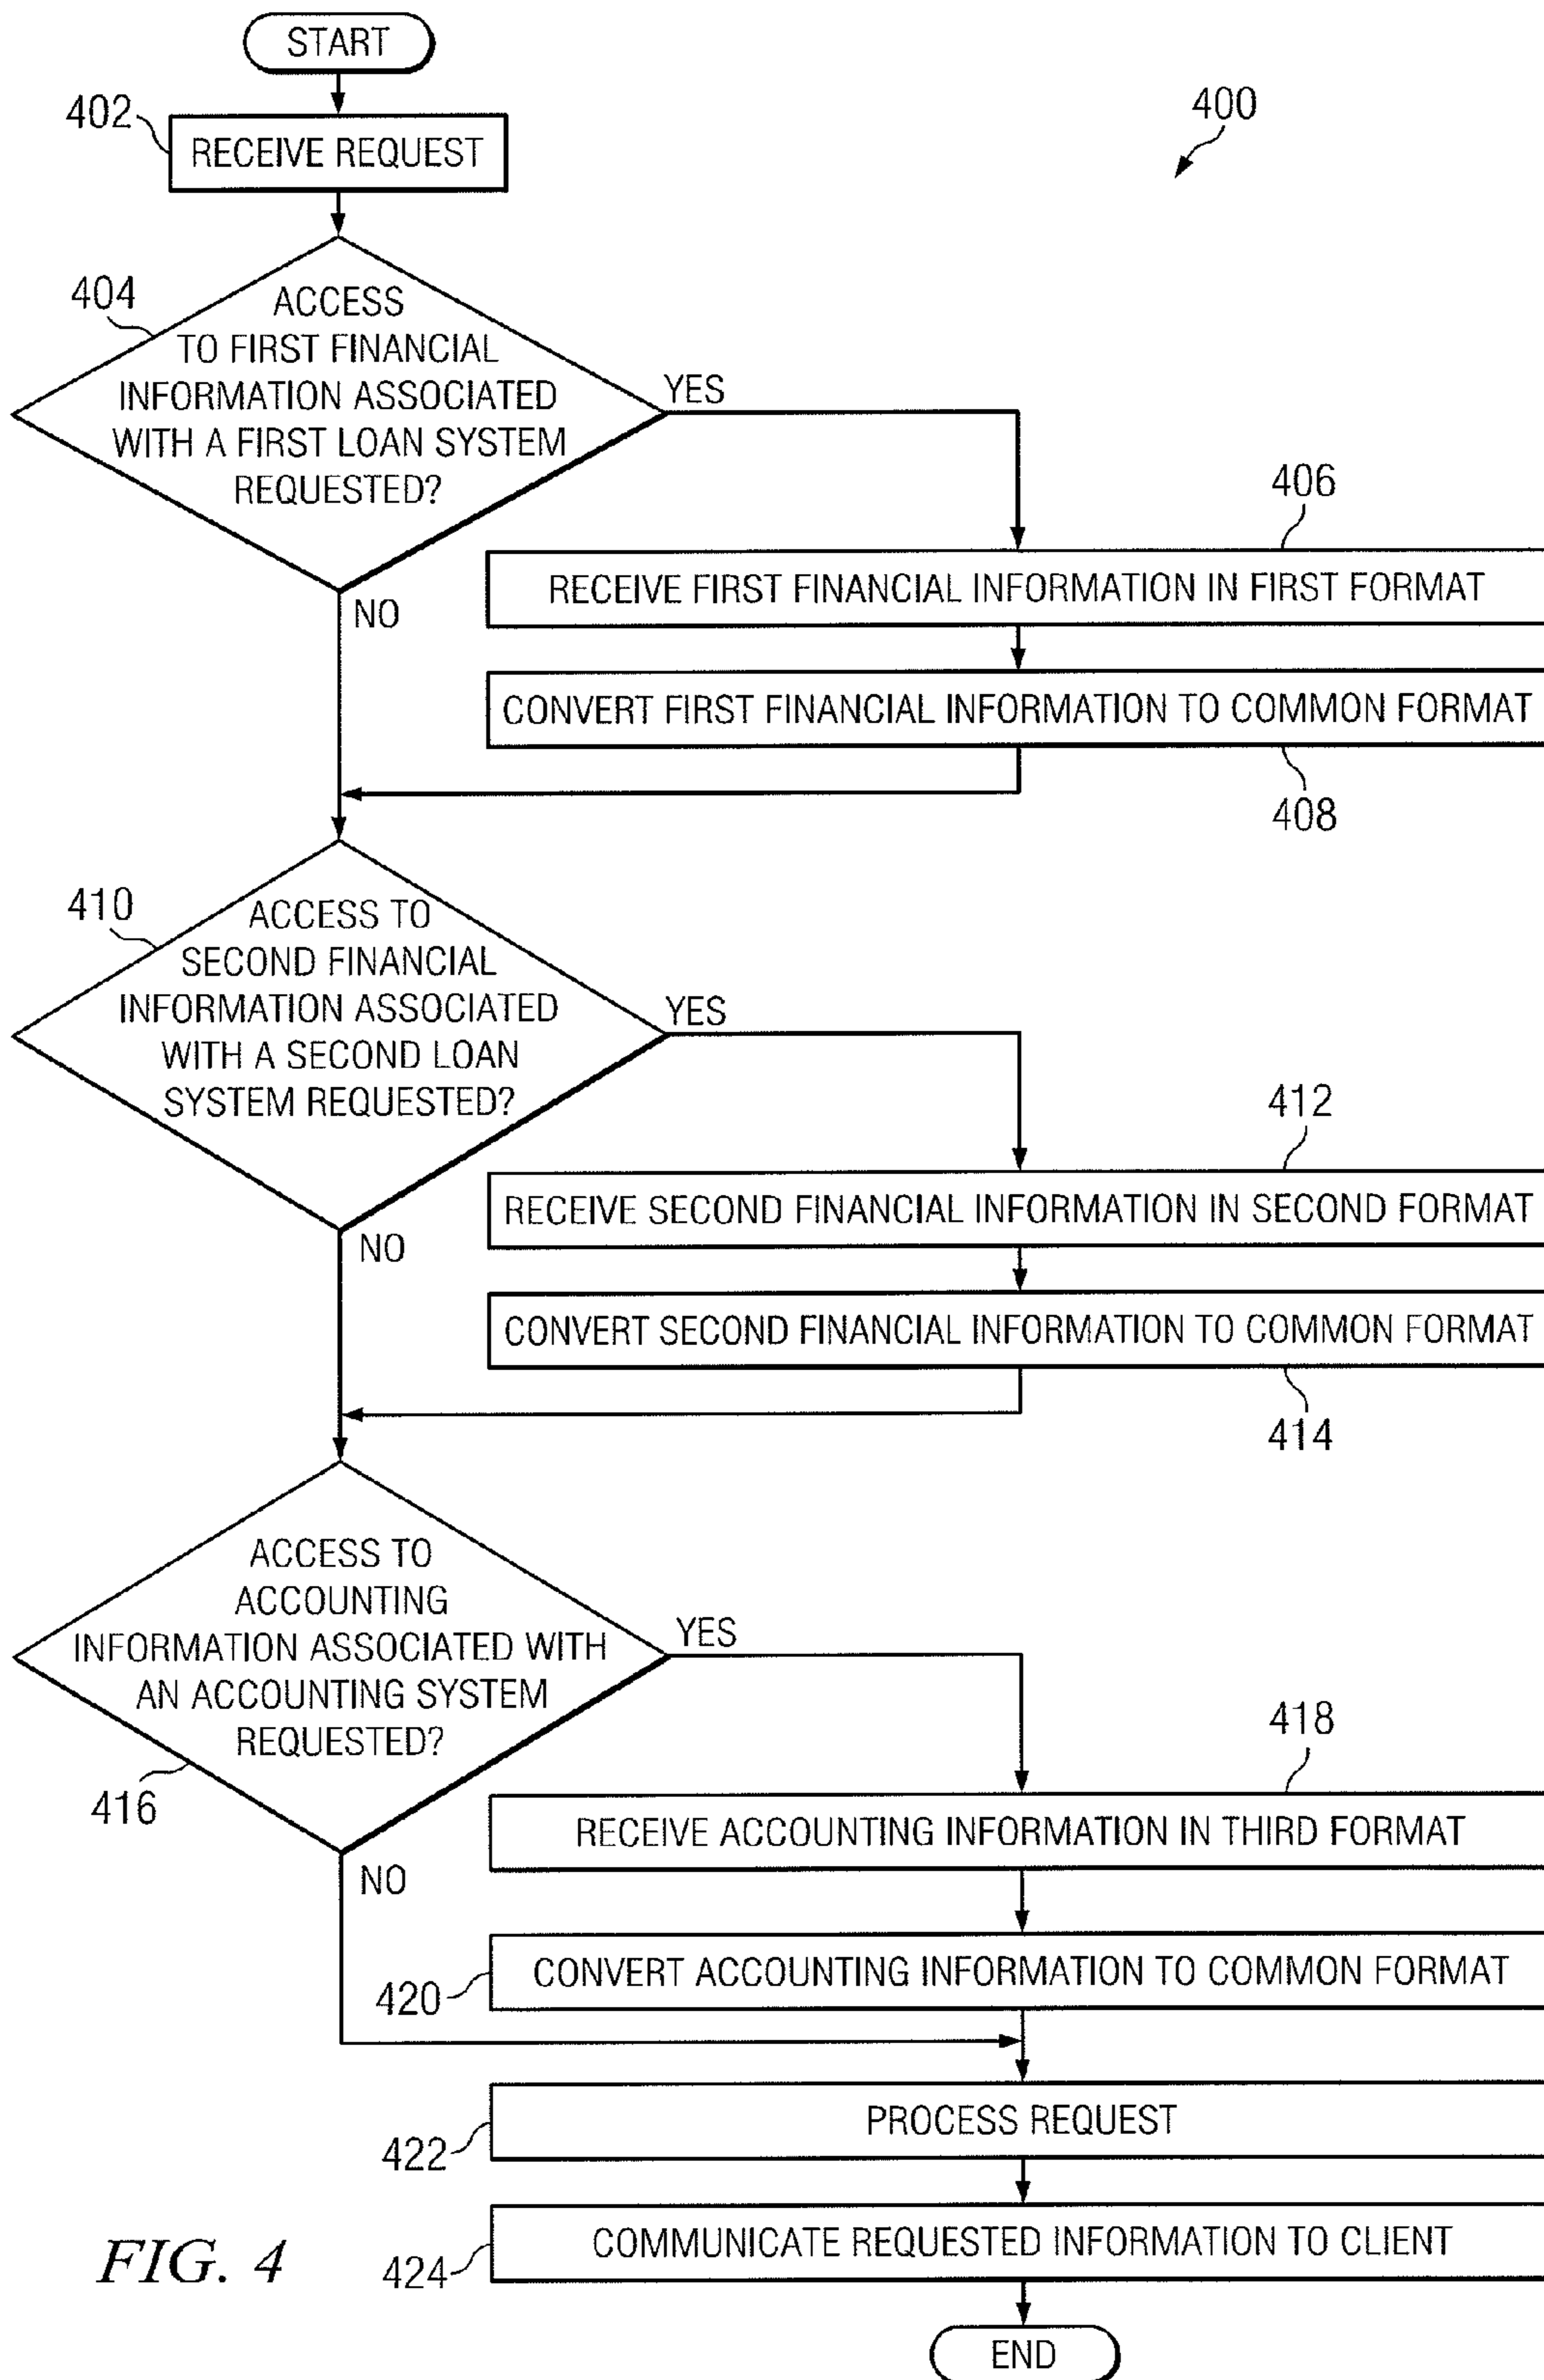 START
400
402
RECEIVE REQUEST
404
ACCESS
TO FIRST FINANCIAL
INFORMATION ASSOCIATED
WITH A FIRST LOAN SYSTEM
REQUESTED?
YES
NO
406
RECEIVE FIRST FINANCIAL INFORMATION IN FIRST FORMAT
CONVERT FIRST FINANCIAL INFORMATION TO COMMON FORMAT
408
410
ACCESS TO
SECOND FINANCIAL
INFORMATION ASSOCIATED
WITH A SECOND LOAN
SYSTEM REQUESTED?
YES
NO
412
RECEIVE SECOND FINANCIAL INFORMATION IN SECOND FORMAT
CONVERT SECOND FINANCIAL INFORMATION TO COMMON FORMAT
414
ACCESS TO
ACCOUNTING
INFORMATION ASSOCIATED WITH
AN ACCOUNTING SYSTEM
REQUESTED?
416
YES
NO
418
RECEIVE ACCOUNTING INFORMATION IN THIRD FORMAT
CONVERT ACCOUNTING INFORMATION TO COMMON FORMAT
420
PROCESS REQUEST
422
COMMUNICATE REQUESTED INFORMATION TO CLIENT
424
END
FIG. 4